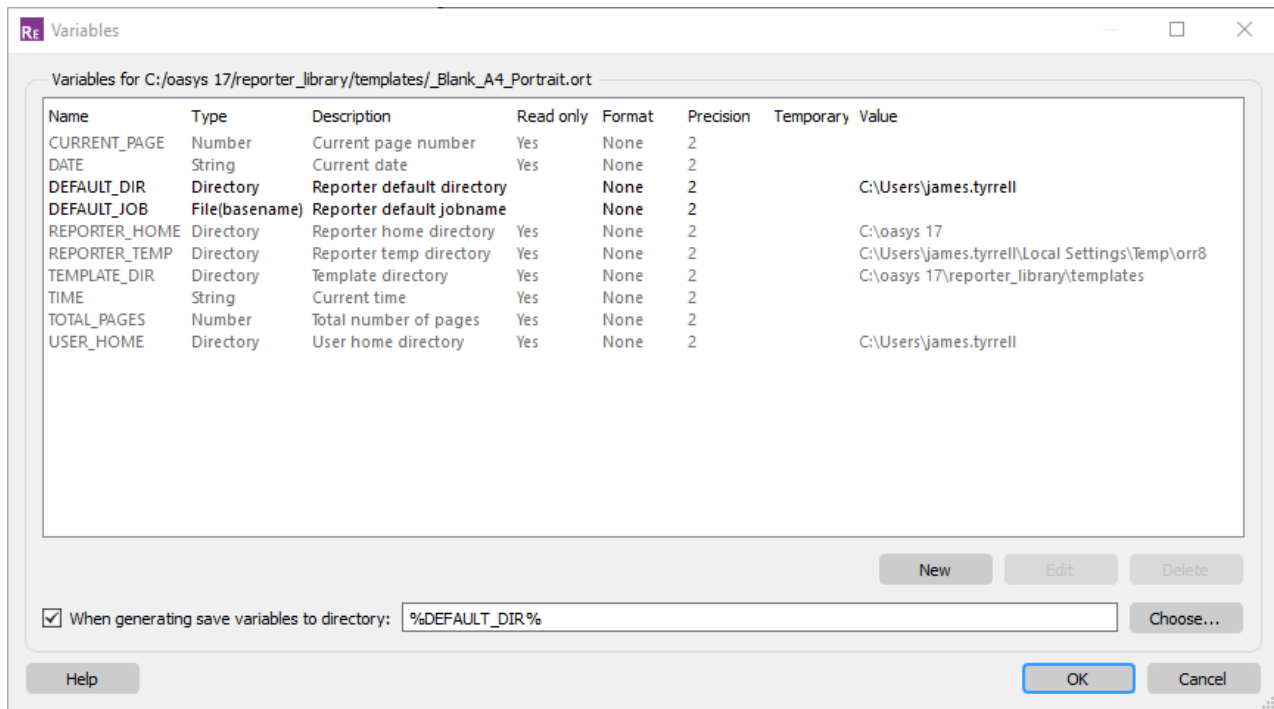 RE Variables
Variables for C:/oasys 17/reporter_library/templates/_Blank_A4_Portrait.ort
Name Type Description Read only Format Precision Temporary Value
CURRENT_PAGE Number Current page number Yes None 2
DATE String Current date Yes None 2
DEFAULT_DIR Directory Reporter default directory None 2 C:\Users\james.tyrrell
DEFAULT_JOB File(basename) Reporter default jobname None 2
REPORTER_HOME Directory Reporter home directory Yes None 2 C:\oasys 17
REPORTER_TEMP Directory Reporter temp directory Yes None 2 C:\Users\james.tyrrell\Local Settings\Temp\orr8
TEMPLATE_DIR Directory Template directory Yes None 2 C:\oasys 17\reporter_library\templates
TIME String Current time Yes None 2
TOTAL_PAGES Number Total number of pages Yes None 2
USER_HOME Directory User home directory Yes None 2 C:\Users\james.tyrrell
New Edit Delete
When generating save variables to directory: %DEFAULT_DIR% Choose...
Help OK Cancel